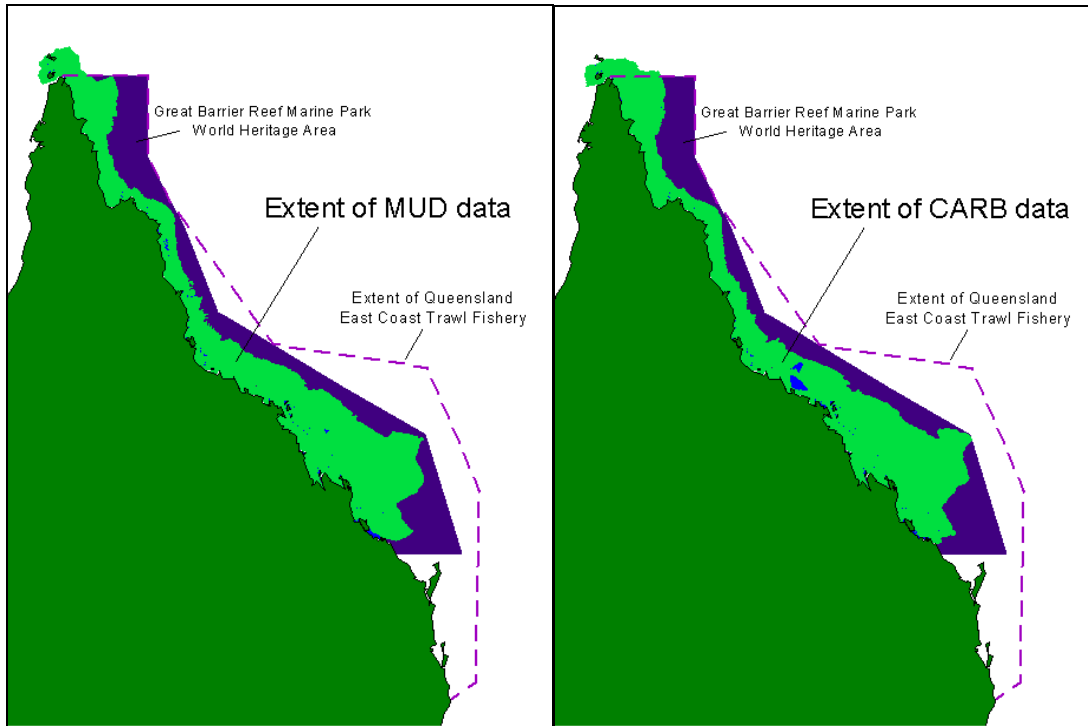 Great Barrier Reef Marine Park
World Heritage Area
Extent of MUD data
Extent of Queensland
East Coast Trawl Fishery
Great Barrier Reef Marine Park
World Heritage Area
Extent of CARB data
Extent of Queensland
East Coast Trawl Fishery